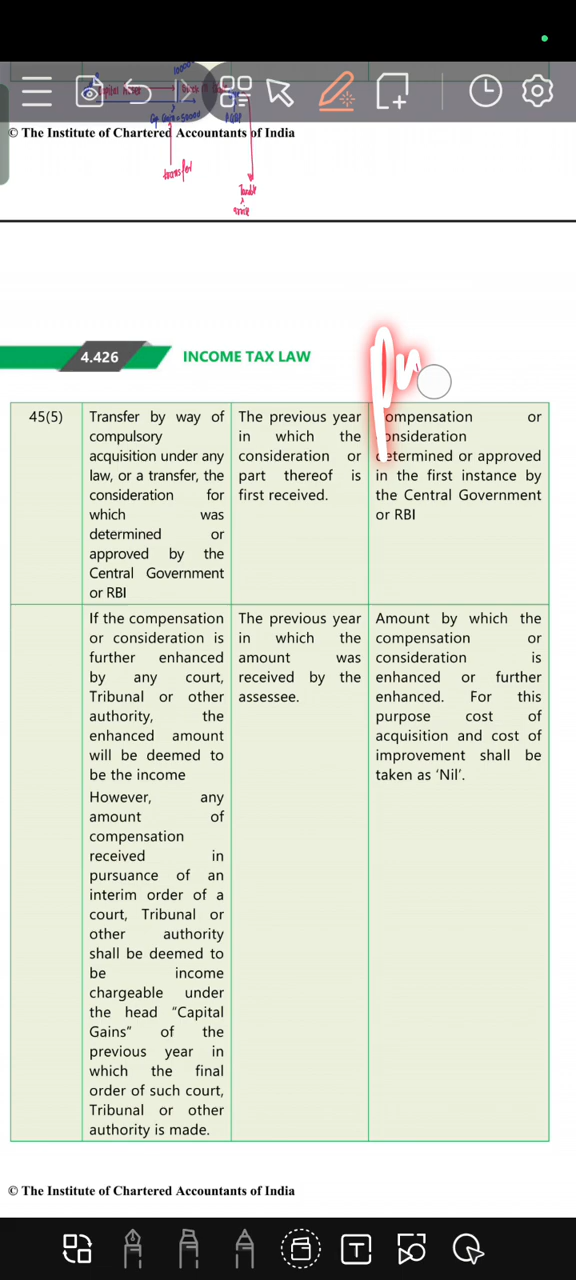 © The Institute of Chartered Accountants of India
transfer
4.426
INCOME TAX LAW
45(5)
Transfer by way of
compulsory
acquisition under any
law, or a transfer, the
consideration for
which was
determined or
approved by the
Central Government
or RBI
The previous year
in which the
consideration or
part thereof is
first received.
ompensation or
onsideration
determined or approved
in the first instance by
the Central Government
or RBI
If the compensation
or consideration is
further enhanced
by any court,
Tribunal or other
authority, the
enhanced amount
will be deemed to
be the income
However, any
amount of
compensation
received in
pursuance of an
interim order of a
court, Tribunal or
other authority
shall be deemed to
be income
chargeable under
the head “Capital
Gains” of the
previous year in
which the final
order of such court,
Tribunal or other
authority is made.
The previous year
in which the
amount was
received by the
assessee.
Amount by which the
compensation or
consideration is
enhanced or further
enhanced. For this
purpose cost of
acquisition and cost of
improvement shall be
taken as ‘Nil’.
© The Institute of Chartered Accountants of India